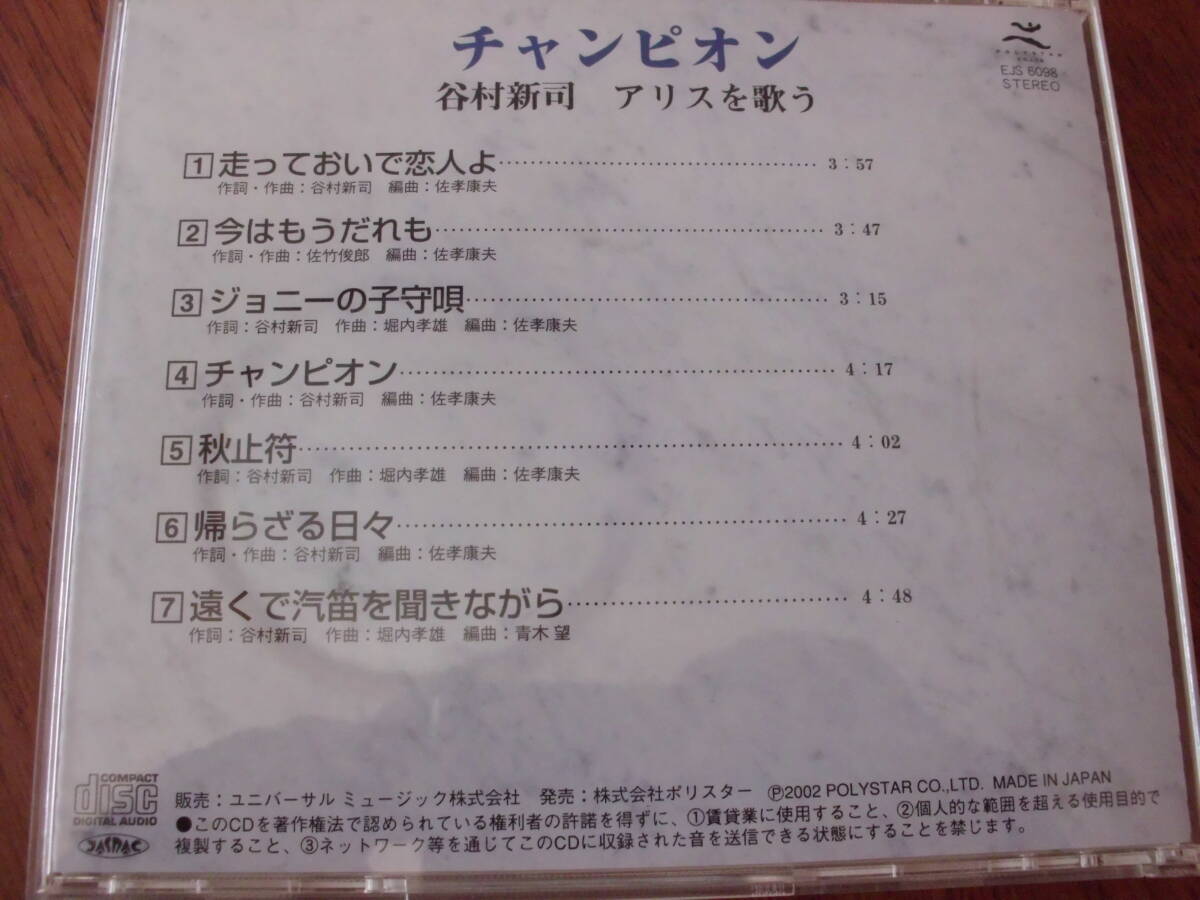 チャンピオン
谷村新司 アリスを歌う
POLYSTAR
EJS 6098
STEREO
1 走っておいで恋人よ…………………………………… 3：57
作詞・作曲：谷村新司 編曲：佐孝康夫
2 今はもうだれも…………………………………… 3：47
作詞・作曲：佐竹俊郎 編曲：佐孝康夫
3 ジョニーの子守唄…………………………………… 3：15
作詞：谷村新司 作曲：堀内孝雄 編曲：佐孝康夫
4 チャンピオン…………………………………… 4：17
作詞・作曲：谷村新司 編曲：佐孝康夫
5 秋止符…………………………………… 4：02
作詞：谷村新司 作曲：堀内孝雄 編曲：佐孝康夫
6 帰らざる日々…………………………………… 4：27
作詞・作曲：谷村新司 編曲：佐孝康夫
7 遠くで汽笛を聞きながら…………………………………… 4：48
作詞：谷村新司 作曲：堀内孝雄 編曲：青木 望
COMPACT
disc
DIGITAL AUDIO
販売：ユニバーサル ミュージック株式会社 発売：株式会社ポリスター Ⓟ2002 POLYSTAR CO.,LTD. MADE IN JAPAN
●このCDを著作権法で認められている権利者の許諾を得ずに、①賃貸業に使用すること、②個人的な範囲を超える使用目的で
複製すること、③ネットワーク等を通じてこのCDに収録された音を送信できる状態にすることを禁じます。
JASRAC